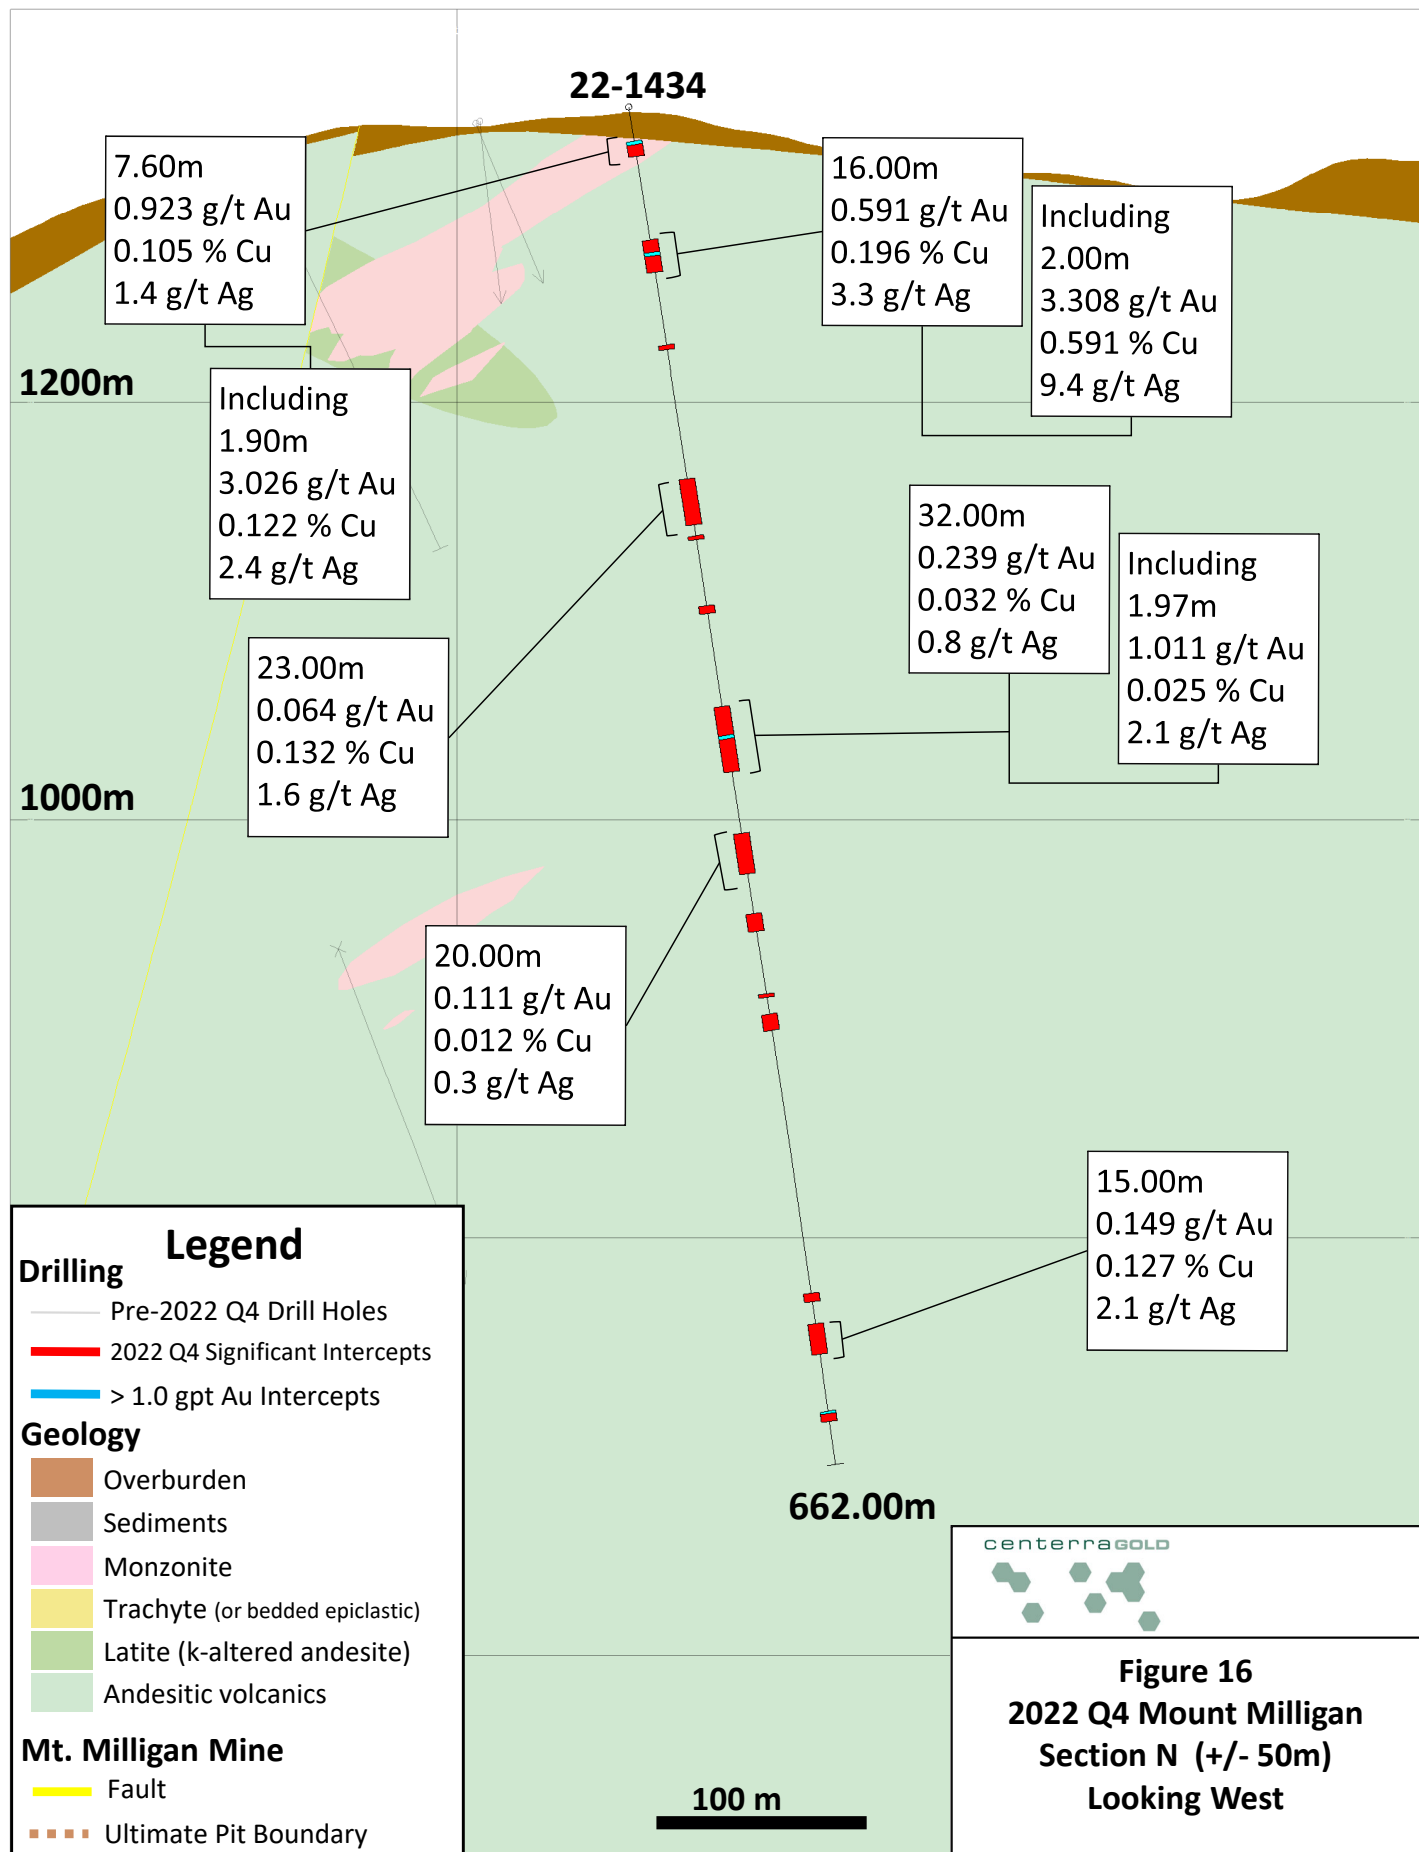 22-1434
7.60m
0.923 g/t Au
0.105 % Cu
1.4 g/t Ag
Including
1.90m
3.026 g/t Au
0.122 % Cu
2.4 g/t Ag
16.00m
0.591 g/t Au
0.196 % Cu
3.3 g/t Ag
Including
2.00m
3.308 g/t Au
0.591 % Cu
9.4 g/t Ag
1200m
23.00m
0.064 g/t Au
0.132 % Cu
1.6 g/t Ag
32.00m
0.239 g/t Au
0.032 % Cu
0.8 g/t Ag
Including
1.97m
1.011 g/t Au
0.025 % Cu
2.1 g/t Ag
1000m
20.00m
0.111 g/t Au
0.012 % Cu
0.3 g/t Ag
15.00m
0.149 g/t Au
0.127 % Cu
2.1 g/t Ag
662.00m
Legend
Drilling
Pre-2022 Q4 Drill Holes
2022 Q4 Significant Intercepts
> 1.0 gpt Au Intercepts
Geology
Overburden
Sediments
Monzonite
Trachyte (or bedded epiclastic)
Latite (k-altered andesite)
Andesitic volcanics
Mt. Milligan Mine
Fault
Ultimate Pit Boundary
100 m
centerraGOLD
Figure 16
2022 Q4 Mount Milligan
Section N (+/- 50m)
Looking West